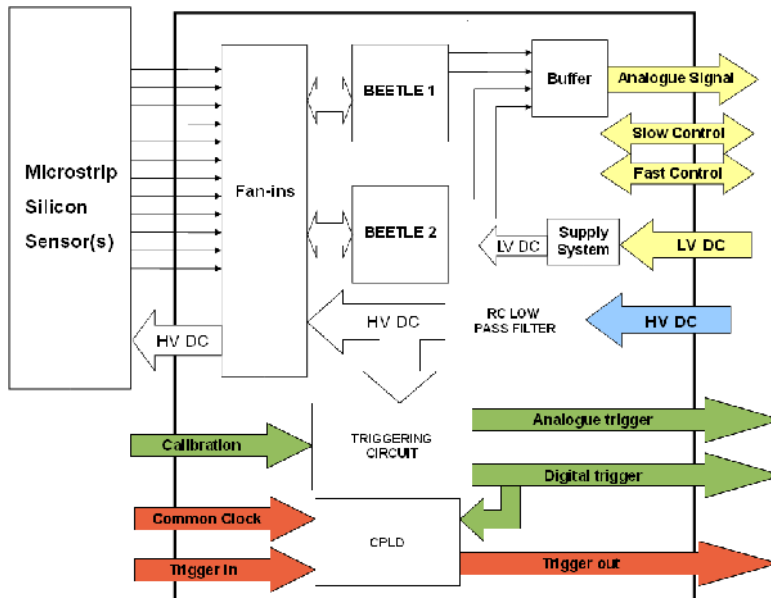 Microstrip
Silicon
Sensor(s)
Fan-ins
BEETLE 1
BEETLE 2
Buffer
Analogue Signal
Slow Control
Fast Control
LV DC
Supply
System
LV DC
HV DC
HV DC
RC LOW
PASS FILTER
HV DC
Calibration
TRIGGERING
CIRCUIT
Analogue trigger
Digital trigger
Common Clock
CPLD
Trigger in
Trigger out